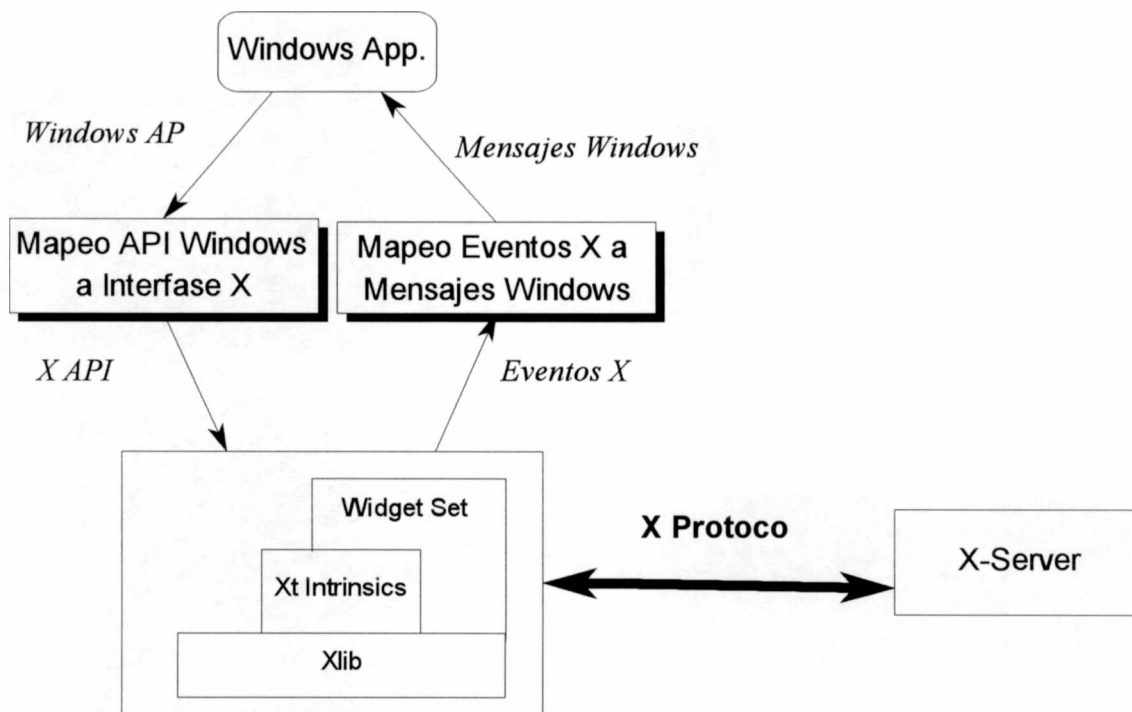 Windows App.
Windows AP
Mensajes Windows
Mapeo API Windows
a Interfase X
Mapeo Eventos X a
Mensajes Windows
X API
Eventos X
Widget Set
Xt Intrinsics
Xlib
X Protoco
X-Server